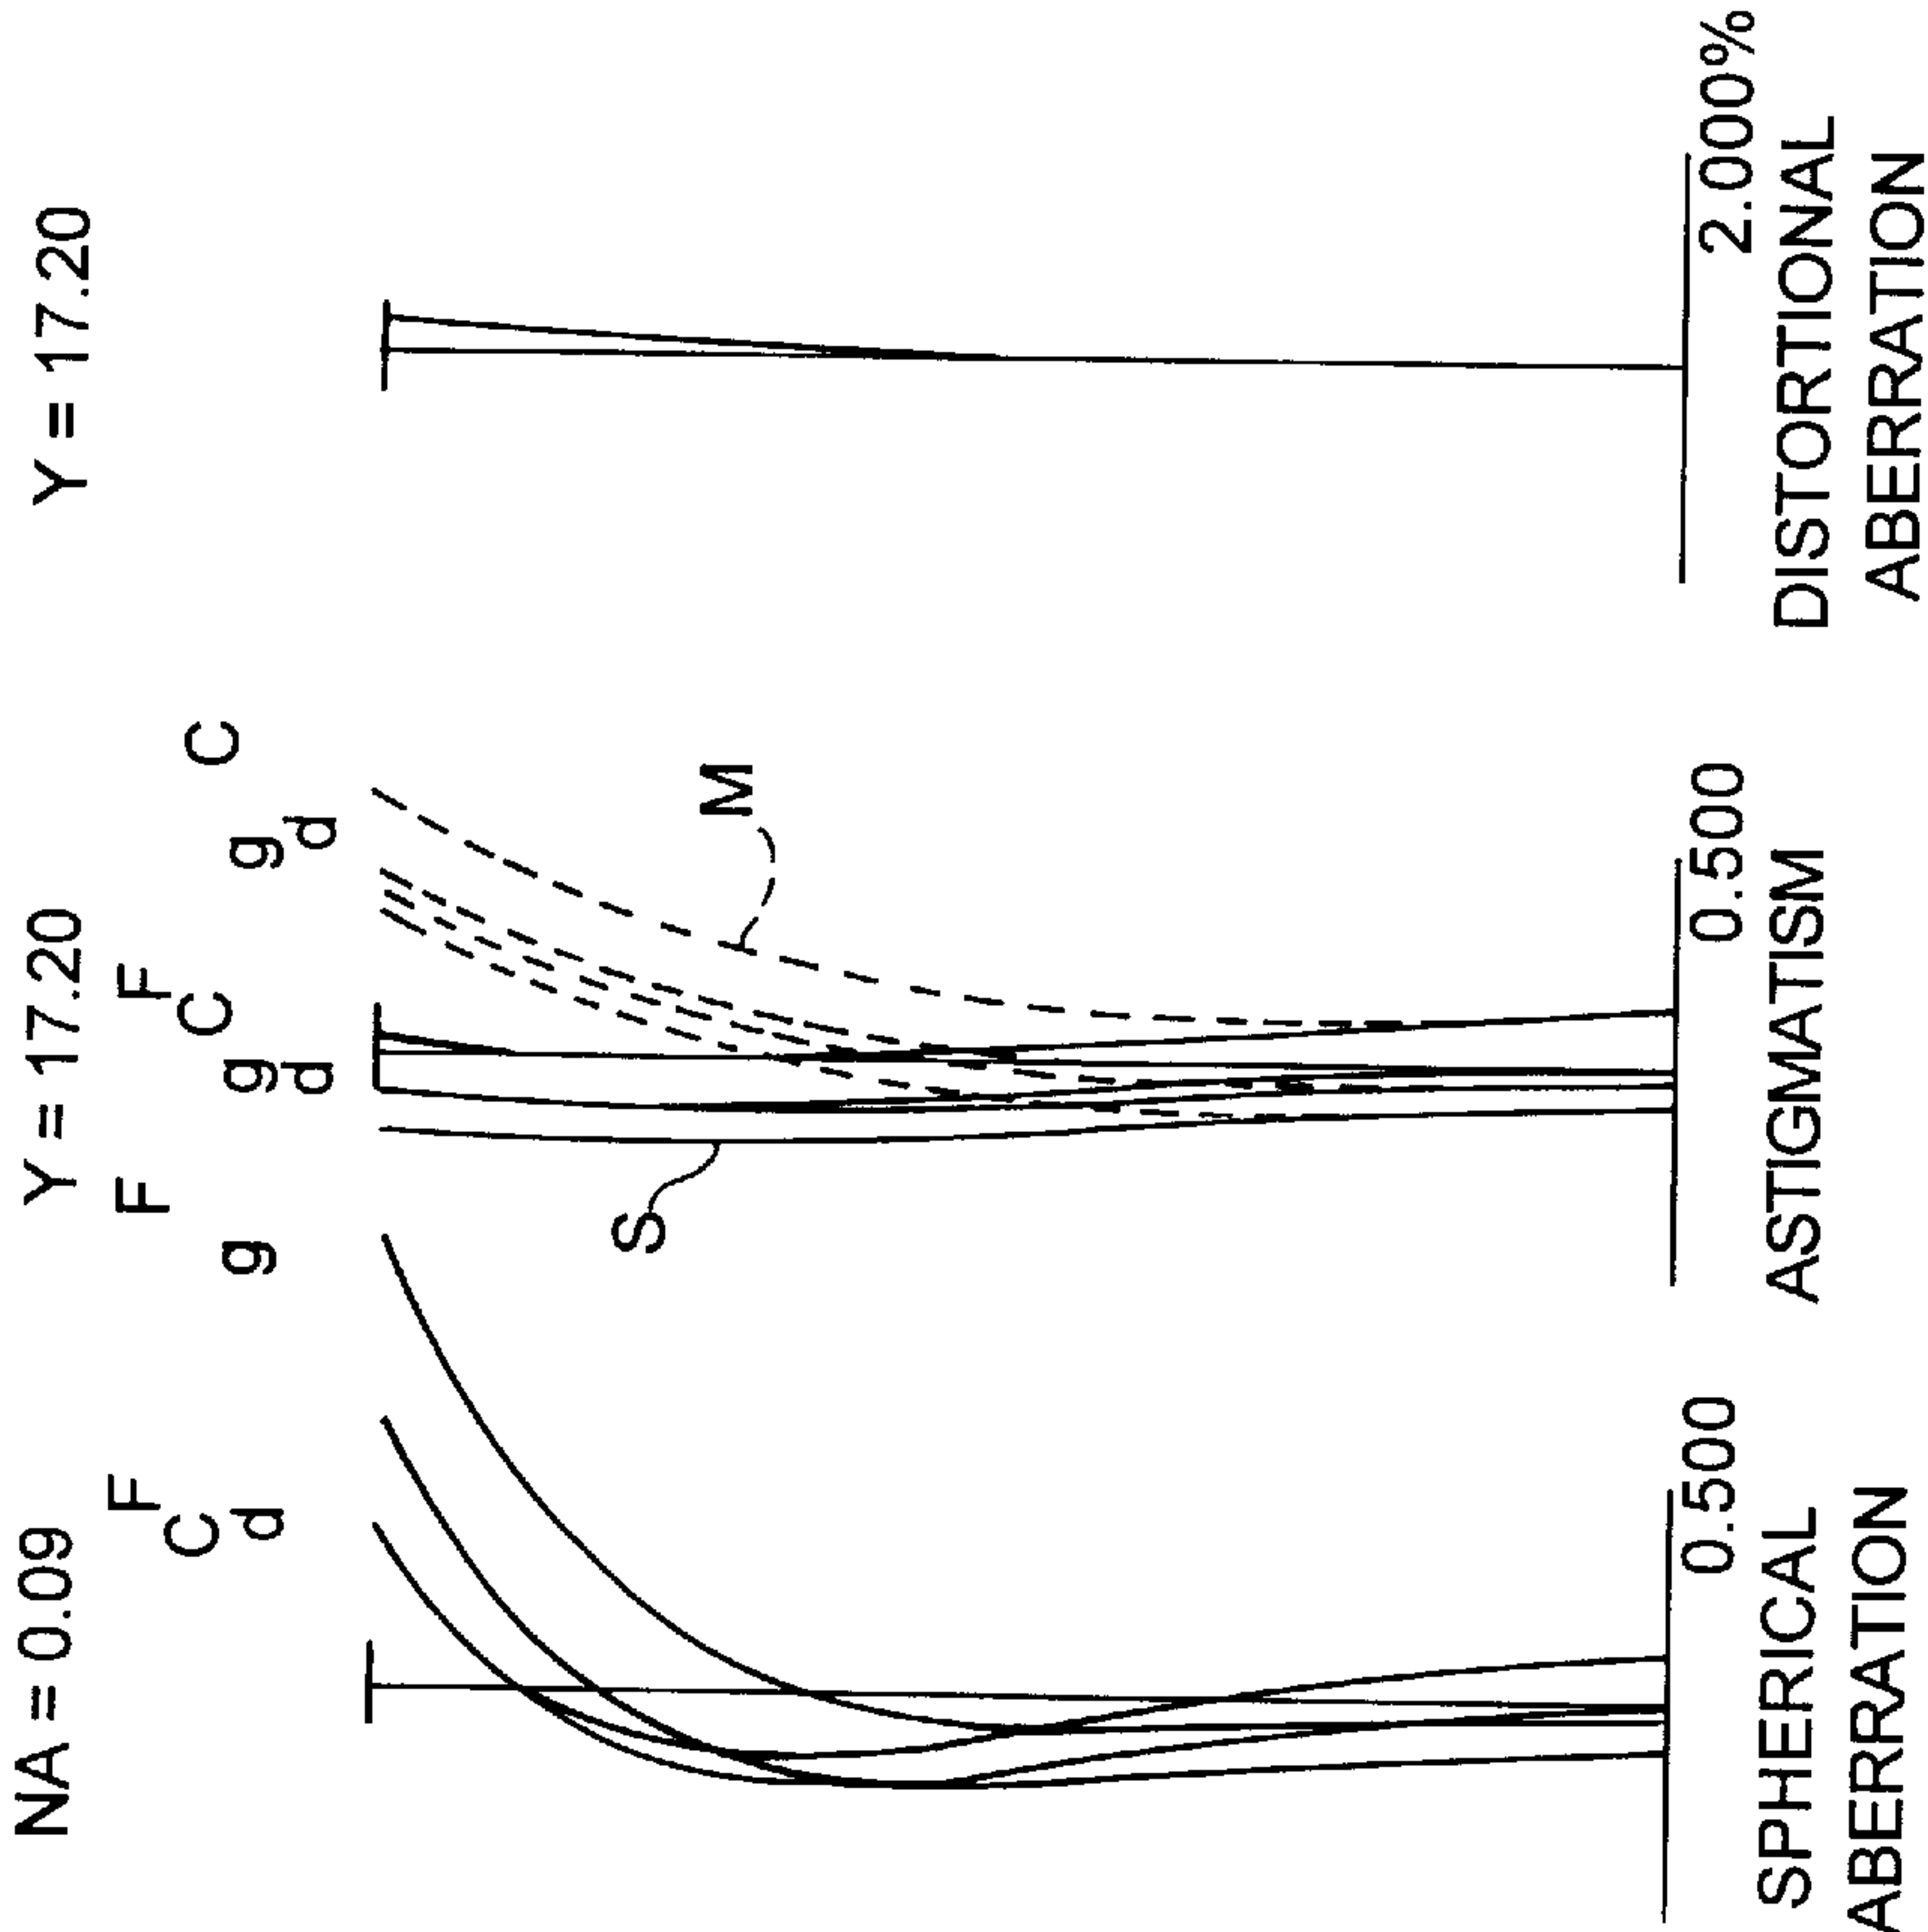 NA = 0.09
F
C
d
g
0.500
SPHERICAL
ABERRATION
Y = 17.20
F
g
d
C
F
g
d
C
S
M
0.500
ASTIGMATISM
Y = 17.20
2.000%
DISTORTIONAL
ABERRATION